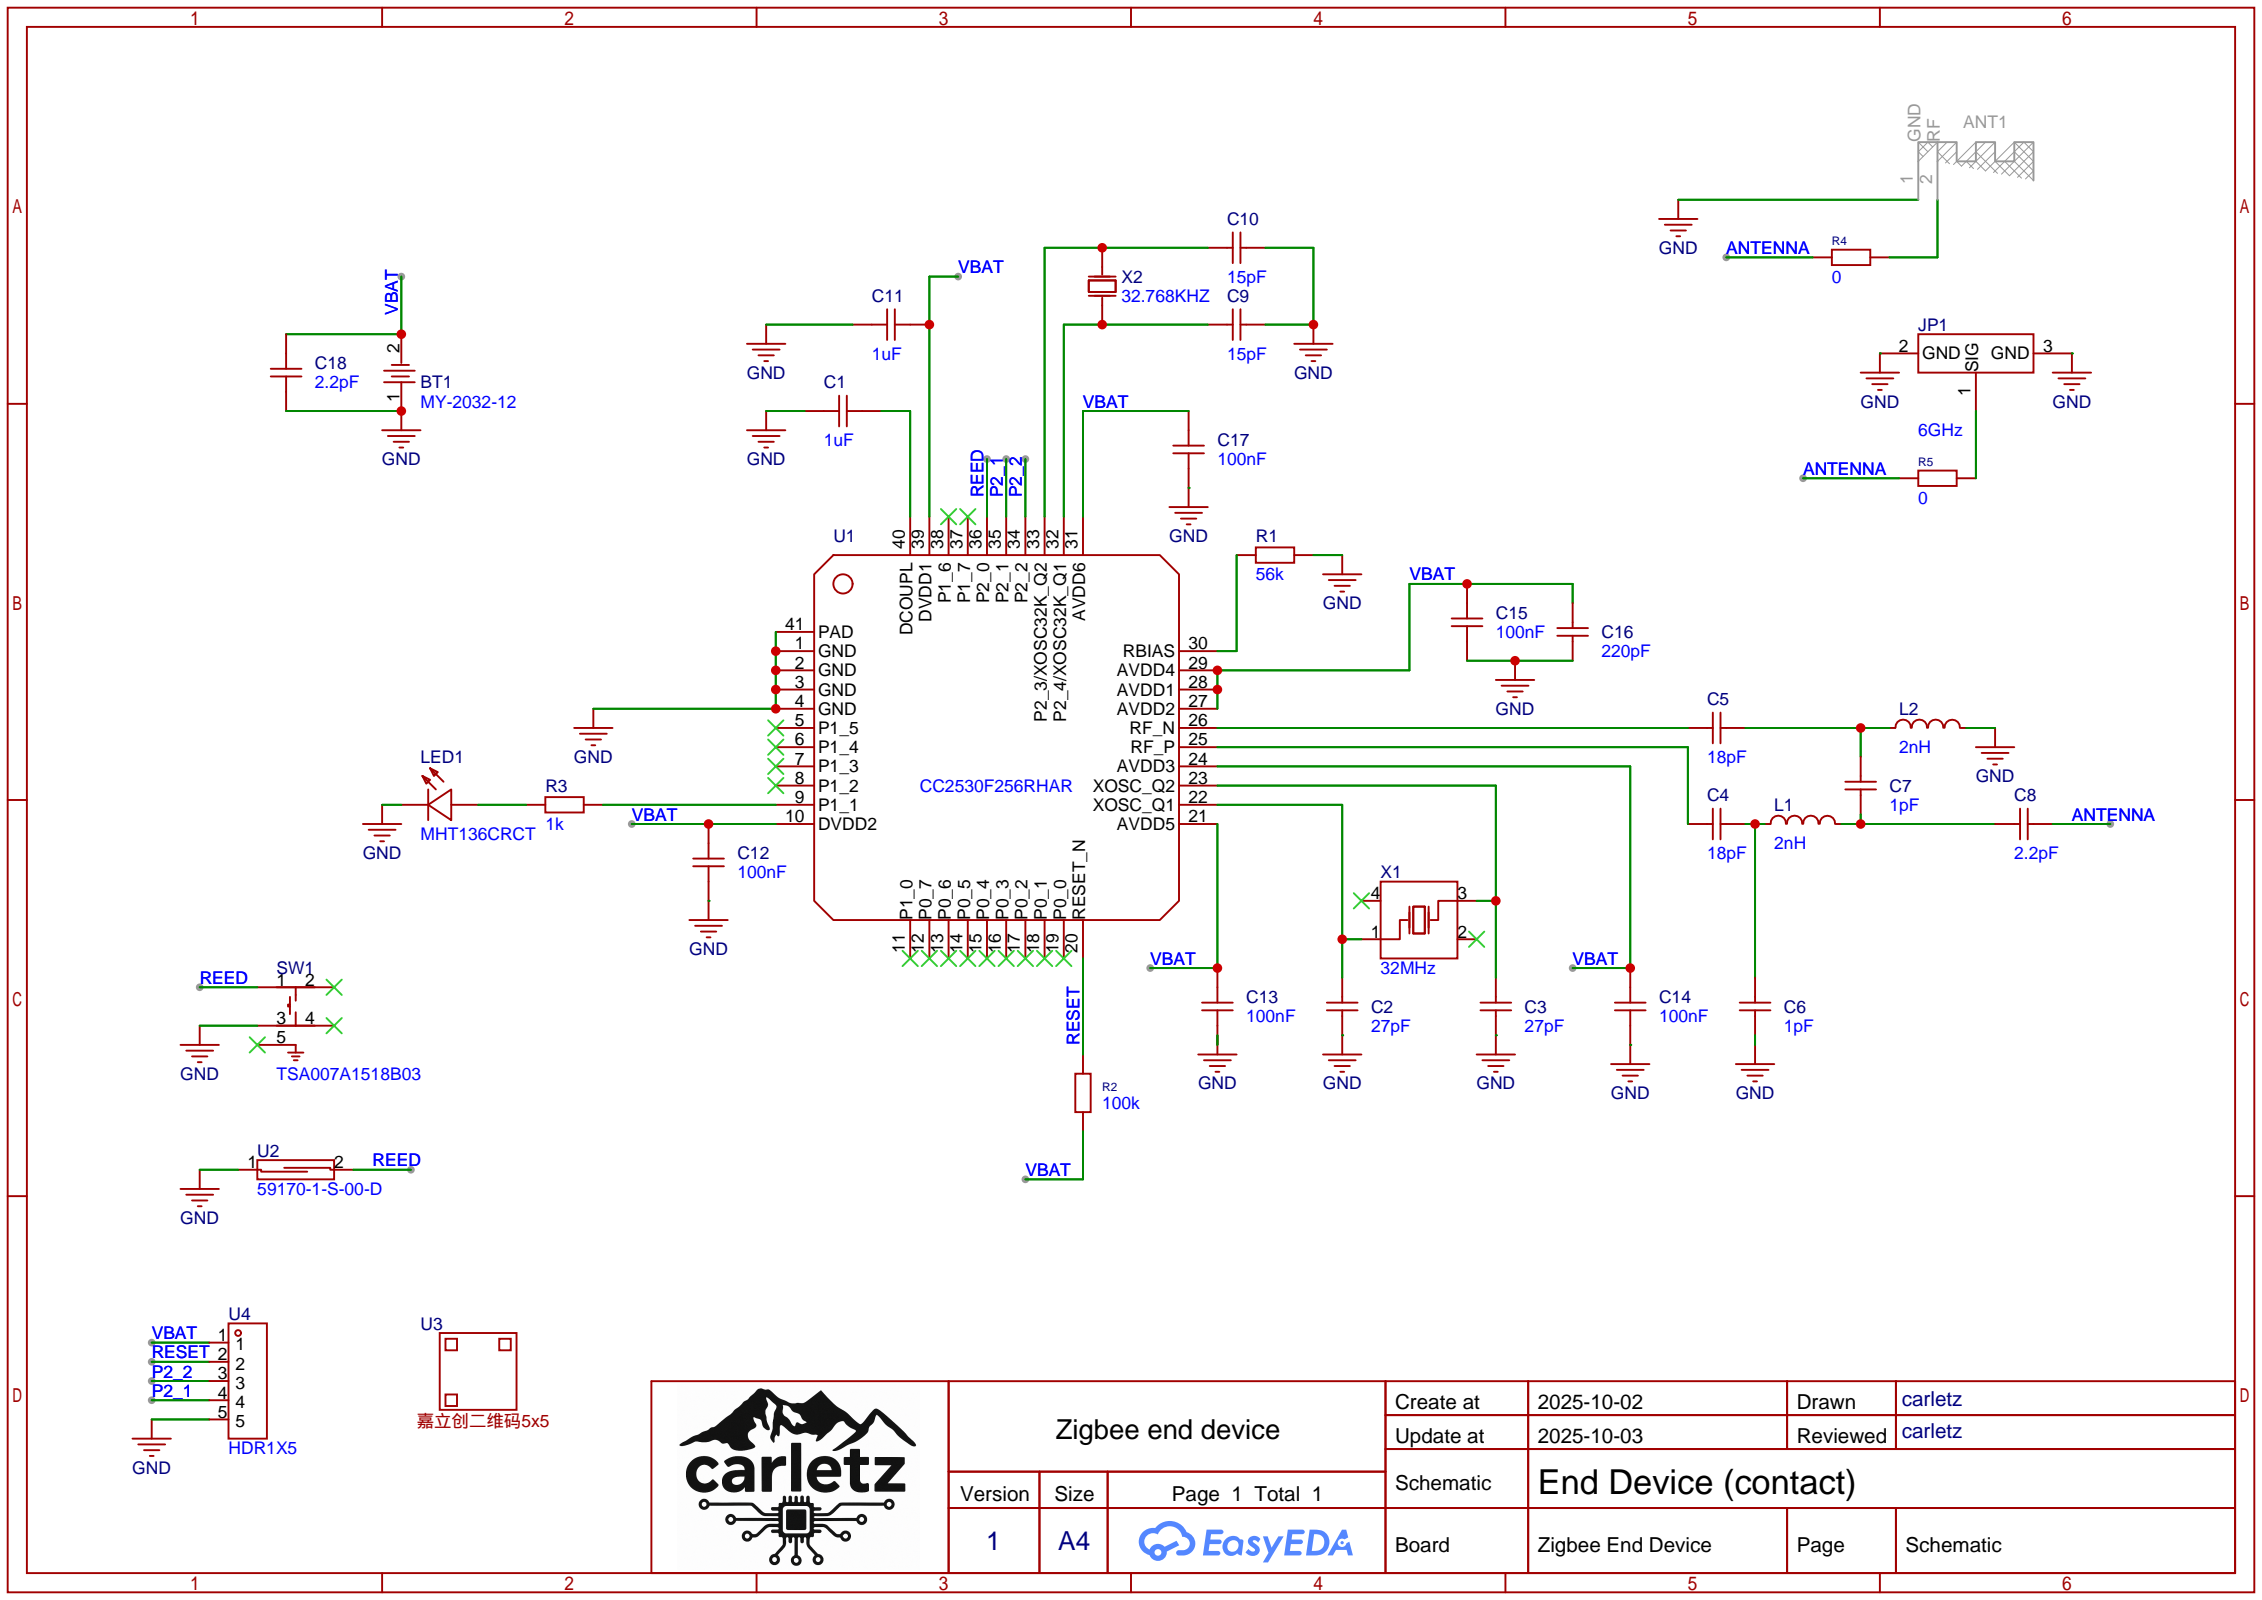 1 2 3 4 5 6
A
A
B
B
C
C
D
D
GND
RF
ANT1
1
2
GND
ANTENNA
R4
0
JP1
2
GND
SIG
GND
3
1
GND
GND
6GHz
ANTENNA
R5
0
VBAT
C18
2.2pF
2
1
BT1
MY-2032-12
GND
VBAT
C11
1uF
GND
C1
1uF
GND
C10
15pF
X2
32.768KHZ
C9
15pF
GND
VBAT
C17
100nF
GND
REED
P2_1
P2_2
U1
40
39
38
37
36
35
34
33
32
31
DCOUPL
DVDD1
P1_6
P1_7
P2_0
P2_1
P2_2
P2_3/XOSC32K_Q2
P2_4/XOSC32K_Q1
AVDD6
41 PAD
1 GND
2 GND
3 GND
4 GND
5 P1_5
6 P1_4
7 P1_3
8 P1_2
9 P1_1
10 DVDD2
CC2530F256RHAR
RBIAS 30
AVDD4 29
AVDD1 28
AVDD2 27
RF_N 26
RF_P 25
AVDD3 24
XOSC_Q2 23
XOSC_Q1 22
AVDD5 21
P1_0
P0_7
P0_6
P0_5
P0_4
P0_3
P0_2
P0_1
P0_0
RESET_N
11
12
13
14
15
16
17
18
19
20
R1
56k
GND
VBAT
C15
100nF
C16
220pF
GND
C5
18pF
L2
2nH
GND
C7
1pF
C4
18pF
L1
2nH
C8
2.2pF
ANTENNA
GND
LED1
MHT136CRCT
GND
R3
1k
VBAT
C12
100nF
GND
X1
4
3
1
2
32MHz
VBAT
C13
100nF
GND
C2
27pF
GND
C3
27pF
GND
VBAT
C14
100nF
GND
C6
1pF
GND
RESET
R2
100k
VBAT
REED
SW1
1
2
3
4
5
GND
TSA007A1518B03
U2
1
2
REED
59170-1-S-00-D
GND
U4
VBAT 1 1
RESET 2 2
P2_2 3 3
P2_1 4 4
5 5
GND
HDR1X5
U3
嘉立创二维码5x5
carletz
Zigbee end device
Version
Size
Page 1 Total 1
1
A4
EasyEDA
Create at
2025-10-02
Drawn
carletz
Update at
2025-10-03
Reviewed
carletz
Schematic
End Device (contact)
Board
Zigbee End Device
Page
Schematic
1 2 3 4 5 6